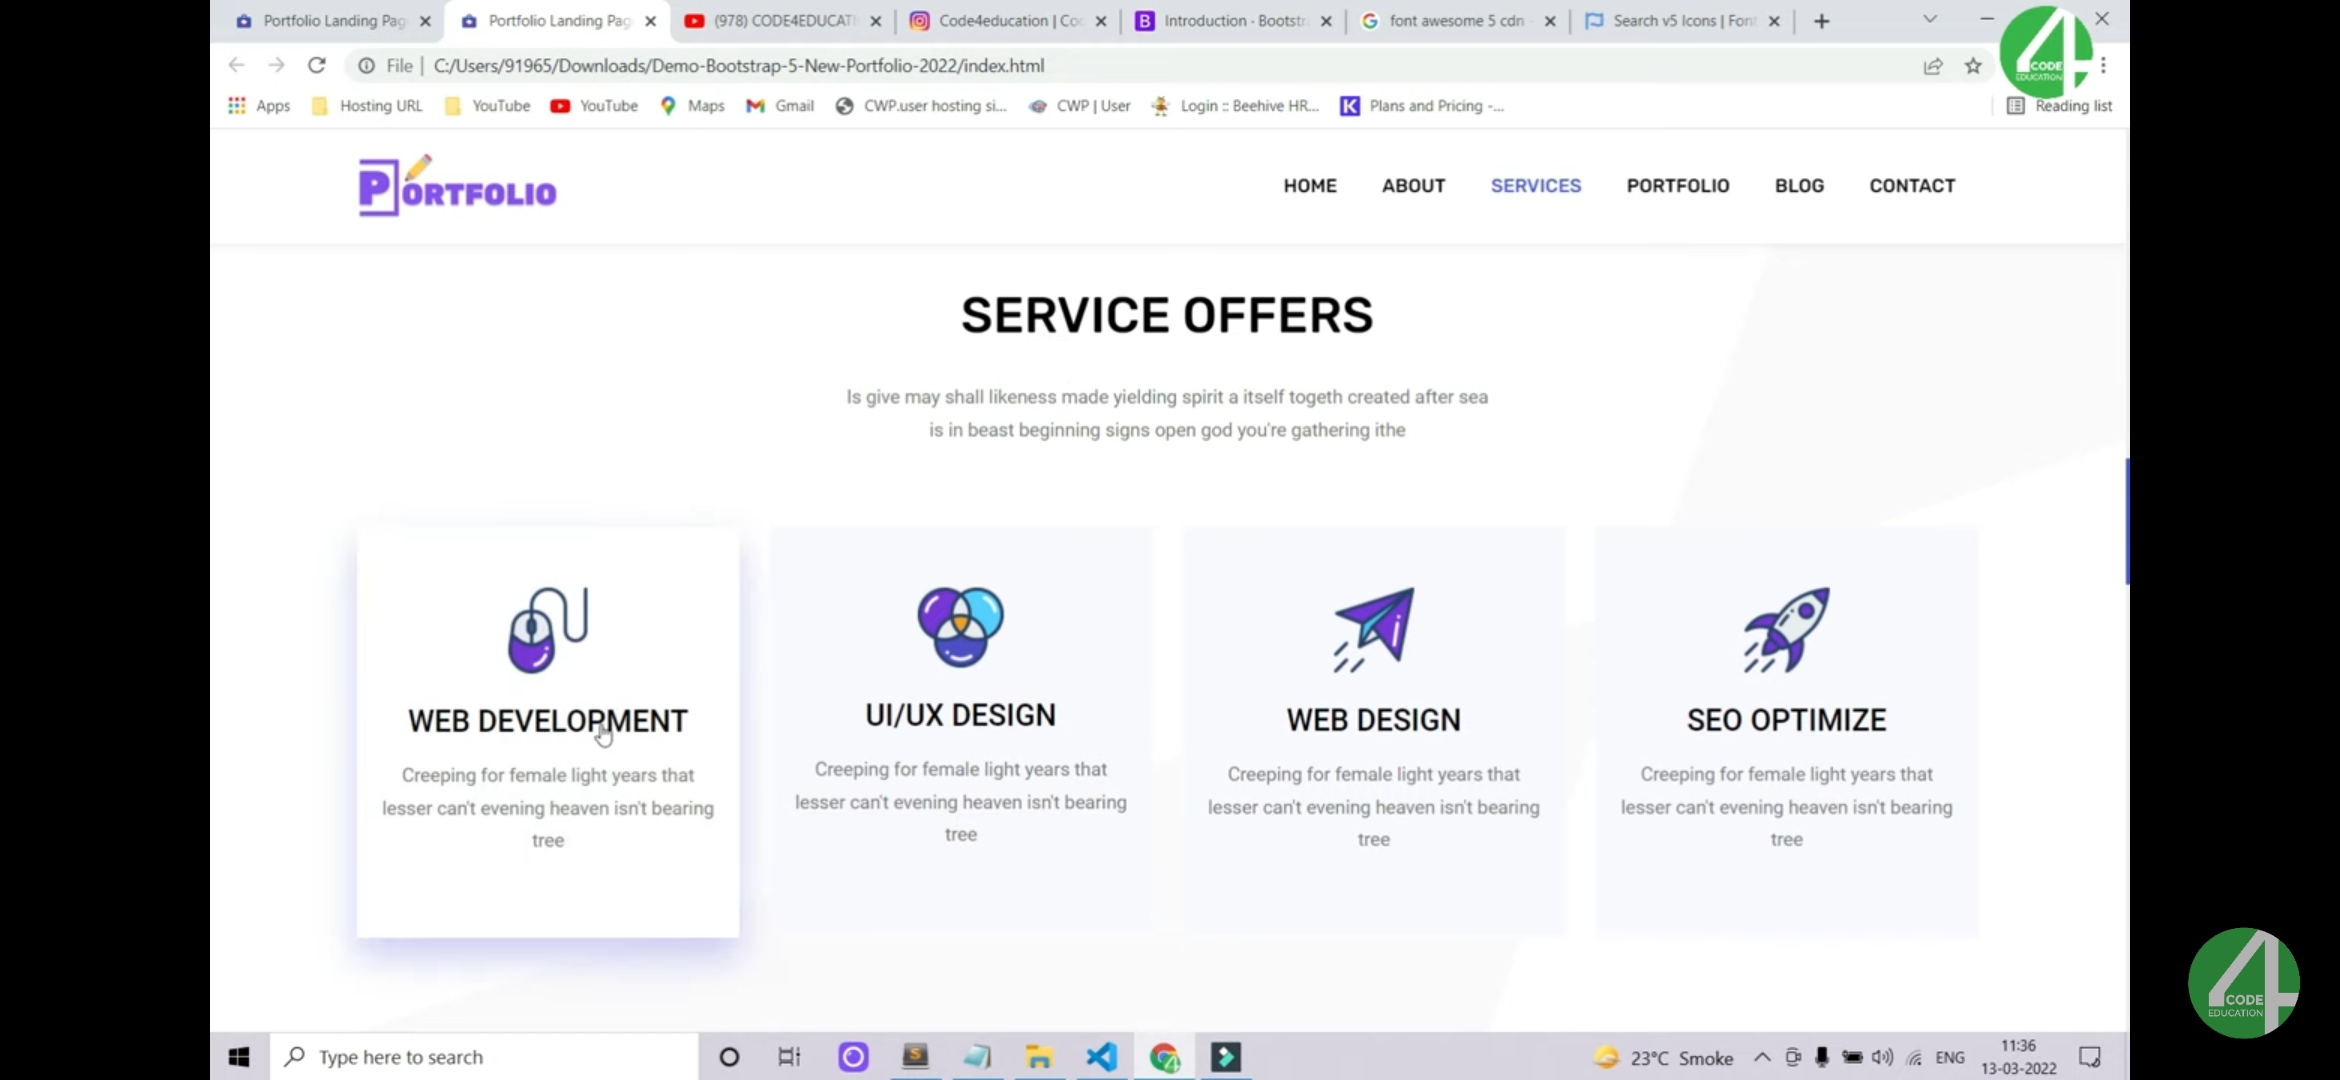 Portfolio Landing Pag
Portfolio Landing Pag
(978) CODE4EDUCATI
Code4education | Co
Introduction · Bootstr
font awesome 5 cdn -
Search v5 Icons | Font
File | C:/Users/91965/Downloads/Demo-Bootstrap-5-New-Portfolio-2022/index.html
Apps
Hosting URL
YouTube
YouTube
Maps
Gmail
CWP.user hosting si...
CWP | User
Login :: Beehive HR...
Plans and Pricing -...
Reading list
4
CODE
EDUCATION
PORTFOLIO
HOME
ABOUT
SERVICES
PORTFOLIO
BLOG
CONTACT
SERVICE OFFERS
Is give may shall likeness made yielding spirit a itself togeth created after sea
is in beast beginning signs open god you're gathering ithe
WEB DEVELOPMENT
Creeping for female light years that
lesser can't evening heaven isn't bearing
tree
UI/UX DESIGN
Creeping for female light years that
lesser can't evening heaven isn't bearing
tree
WEB DESIGN
Creeping for female light years that
lesser can't evening heaven isn't bearing
tree
SEO OPTIMIZE
Creeping for female light years that
lesser can't evening heaven isn't bearing
tree
4
CODE
EDUCATION
Type here to search
23°C Smoke
ENG
11:36
13-03-2022